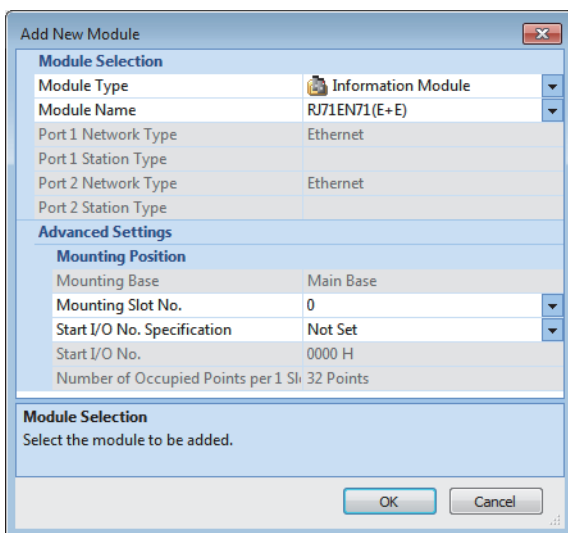 Add New Module
Module Selection
Module Type Information Module
Module Name RJ71EN71(E+E)
Port 1 Network Type Ethernet
Port 1 Station Type
Port 2 Network Type Ethernet
Port 2 Station Type
Advanced Settings
Mounting Position
Mounting Base Main Base
Mounting Slot No. 0
Start I/O No. Specification Not Set
Start I/O No. 0000 H
Number of Occupied Points per 1 Sl 32 Points
Module Selection
Select the module to be added.
OK Cancel